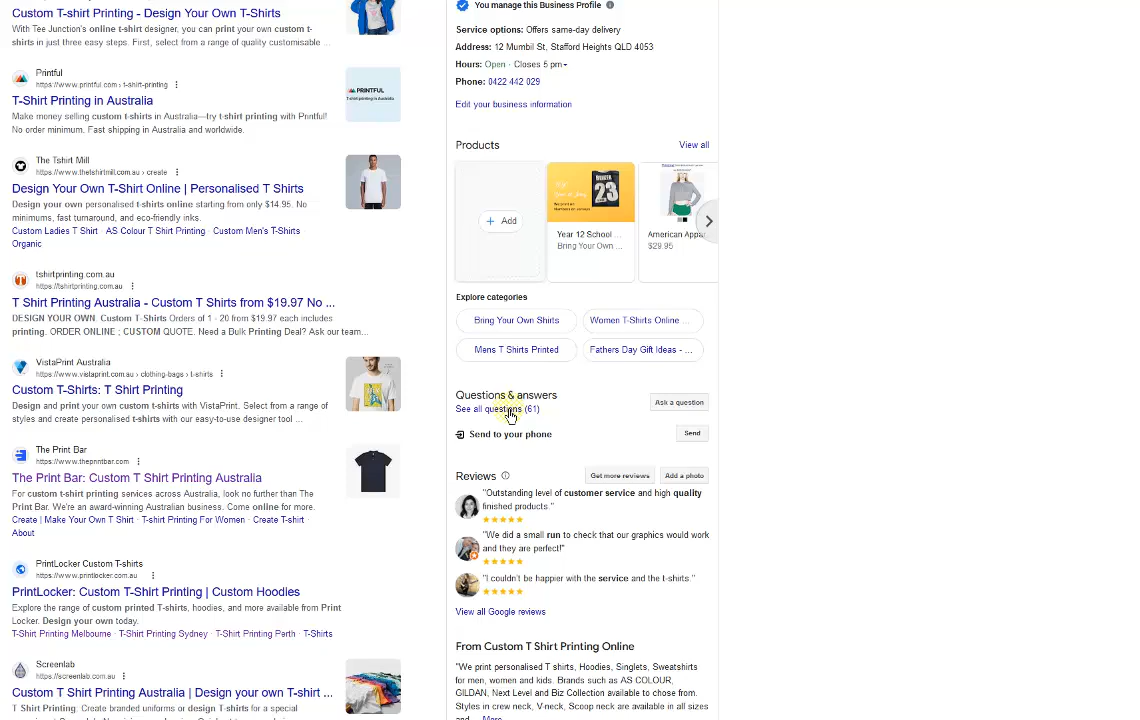 Custom T-shirt Printing - Design Your Own T-Shirts
With Tee Junction's online t-shirt designer, you can print your own custom t-
shirts in just three easy steps. First, select from a range of quality customisable ...
Printful
https://www.printful.com › t-shirt-printing
T-Shirt Printing in Australia
Make money selling custom t-shirts in Australia—try t-shirt printing with Printful!
No order minimum. Fast shipping in Australia and worldwide.
PRINTFUL
T-shirt printing in Australia
The Tshirt Mill
https://www.thetshirtmill.com.au › create
Design Your Own T-Shirt Online | Personalised T Shirts
Design your own personalised t-shirts online starting from only $14.95. No
minimums, fast turnaround, and eco-friendly inks.
Custom Ladies T Shirt · AS Colour T Shirt Printing · Custom Men's T-Shirts
Organic
tshirtprinting.com.au
https://tshirtprinting.com.au
T Shirt Printing Australia - Custom T Shirts from $19.97 No ...
DESIGN YOUR OWN. Custom T-Shirts Orders of 1 - 20 from $19.97 each includes
printing. ORDER ONLINE ; CUSTOM QUOTE. Need a Bulk Printing Deal? Ask our team...
VistaPrint Australia
https://www.vistaprint.com.au › clothing-bags › t-shirts
Custom T-Shirts: T Shirt Printing
Design and print your own custom t-shirts with VistaPrint. Select from a range of
styles and create personalised t-shirts with our easy-to-use designer tool ...
The Print Bar
https://www.theprintbar.com
The Print Bar: Custom T Shirt Printing Australia
For custom t-shirt printing services across Australia, look no further than The
Print Bar. We're an award-winning Australian business. Come online for more.
Create | Make Your Own T Shirt · T-shirt Printing For Women · Create T-shirt ·
About
PrintLocker Custom T-shirts
https://www.printlocker.com.au
PrintLocker: Custom T-Shirt Printing | Custom Hoodies
Explore the range of custom printed T-shirts, hoodies, and more available from Print
Locker. Design your own today.
T-Shirt Printing Melbourne · T-Shirt Printing Sydney · T-Shirt Printing Perth · T-Shirts
Screenlab
https://screenlab.com.au
Custom T Shirt Printing Australia | Design your own T-shirt ...
T Shirt Printing: Create branded uniforms or design T-shirts for a special
You manage this Business Profile
Service options: Offers same-day delivery
Address: 12 Mumbil St, Stafford Heights QLD 4053
Hours: Open · Closes 5 pm
Phone: 0422 442 029
Edit your business information
Products
View all
Add
23
Year 12 School ...
Bring Your Own ...
American Appa...
$29.95
Explore categories
Bring Your Own Shirts
Women T-Shirts Online ...
Mens T Shirts Printed
Fathers Day Gift Ideas - ...
Questions & answers
See all questions (61)
Ask a question
Send to your phone
Send
Reviews
Get more reviews
Add a photo
"Outstanding level of customer service and high quality
finished products."
"We did a small run to check that our graphics would work
and they are perfect!"
"I couldn't be happier with the service and the t-shirts."
View all Google reviews
From Custom T Shirt Printing Online
"We print personalised T shirts, Hoodies, Singlets, Sweatshirts
for men, women and kids. Brands such as AS COLOUR,
GILDAN, Next Level and Biz Collection available to chose from.
Styles in crew neck, V-neck, Scoop neck are available in all sizes
and ... More